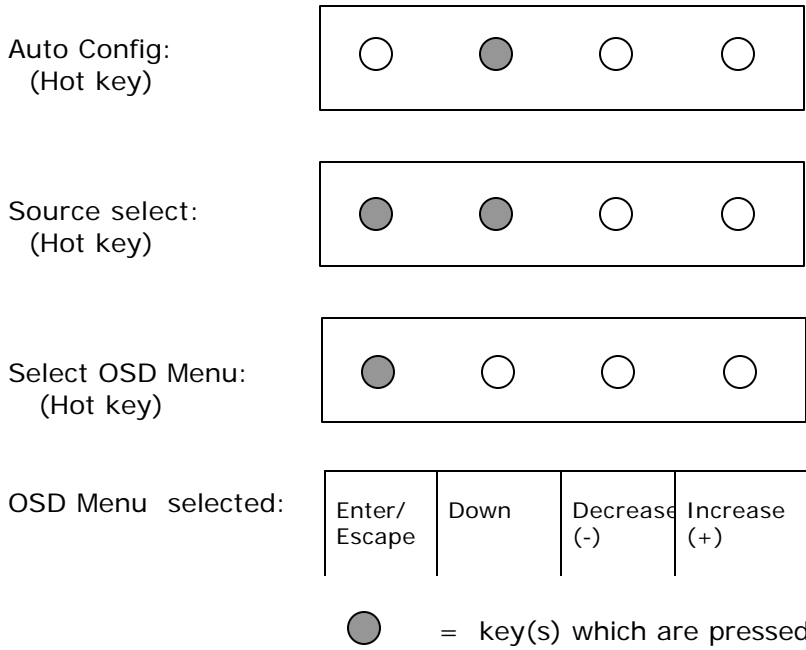 Auto Config:
(Hot key)
Source select:
(Hot key)
Select OSD Menu:
(Hot key)
OSD Menu selected:
Enter/
Escape
Down
Decrease
(-)
Increase
(+)
= key(s) which are pressed